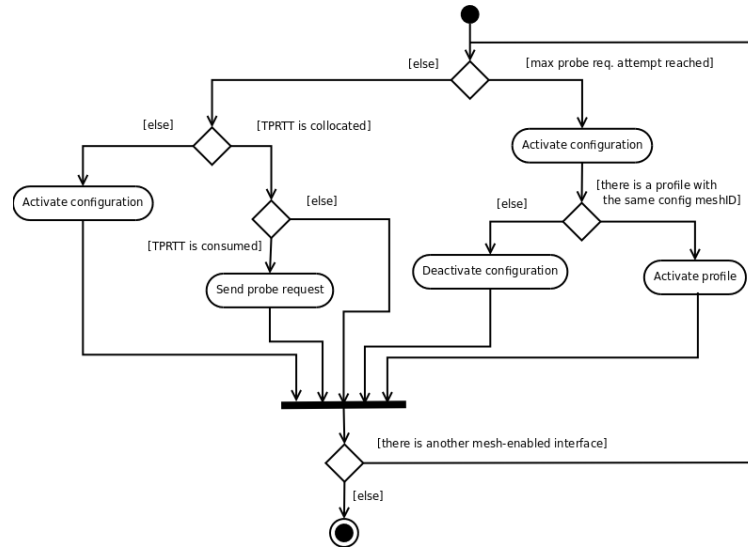 [else]
[max probe req. attempt reached]
[else]
[TPRTT is collocated]
Activate configuration
Activate configuration
[else]
[else]
[there is a profile with
the same config meshID]
[TPRTT is consumed]
Send probe request
Deactivate configuration
Activate profile
[there is another mesh-enabled interface]
[else]